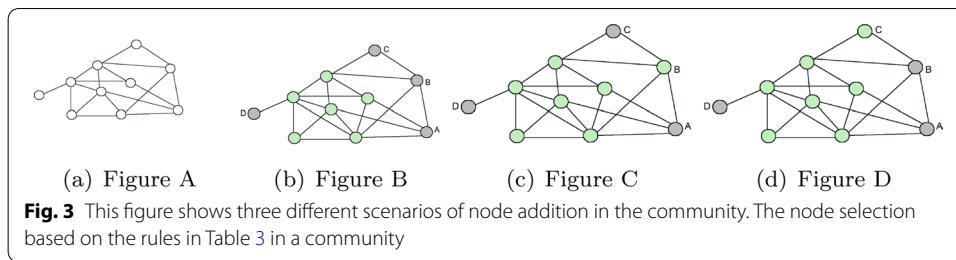 C
B
A
D
C
B
A
D
C
B
A
D
(a) Figure A
(b) Figure B
(c) Figure C
(d) Figure D
Fig. 3 This figure shows three different scenarios of node addition in the community. The node selection
based on the rules in Table 3 in a community